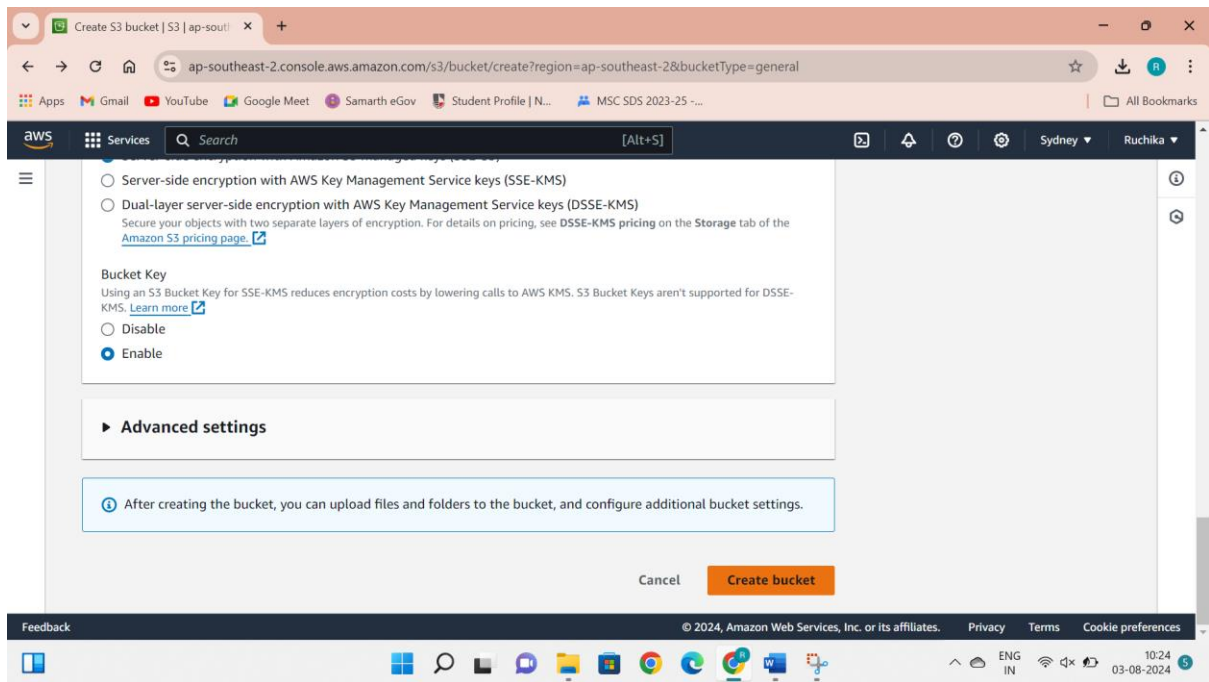 Create S3 bucket | S3 | ap-sout
ap-southeast-2.console.aws.amazon.com/s3/bucket/create?region=ap-southeast-2&bucketType=general
R
Apps Gmail YouTube Google Meet Samarth eGov Student Profile | N... MSC SDS 2023-25 -... All Bookmarks
aws Services Search [Alt+S] Sydney ▼ Ruchika ▼
Server-side encryption with AWS Key Management Service keys (SSE-KMS)
Dual-layer server-side encryption with AWS Key Management Service keys (DSSE-KMS)
Secure your objects with two separate layers of encryption. For details on pricing, see DSSE-KMS pricing on the Storage tab of the
Amazon S3 pricing page.
Bucket Key
Using an S3 Bucket Key for SSE-KMS reduces encryption costs by lowering calls to AWS KMS. S3 Bucket Keys aren't supported for DSSE-
KMS. Learn more
Disable
Enable
Advanced settings
After creating the bucket, you can upload files and folders to the bucket, and configure additional bucket settings.
Cancel Create bucket
Feedback © 2024, Amazon Web Services, Inc. or its affiliates. Privacy Terms Cookie preferences
ENG 10:24
IN 03-08-2024 5